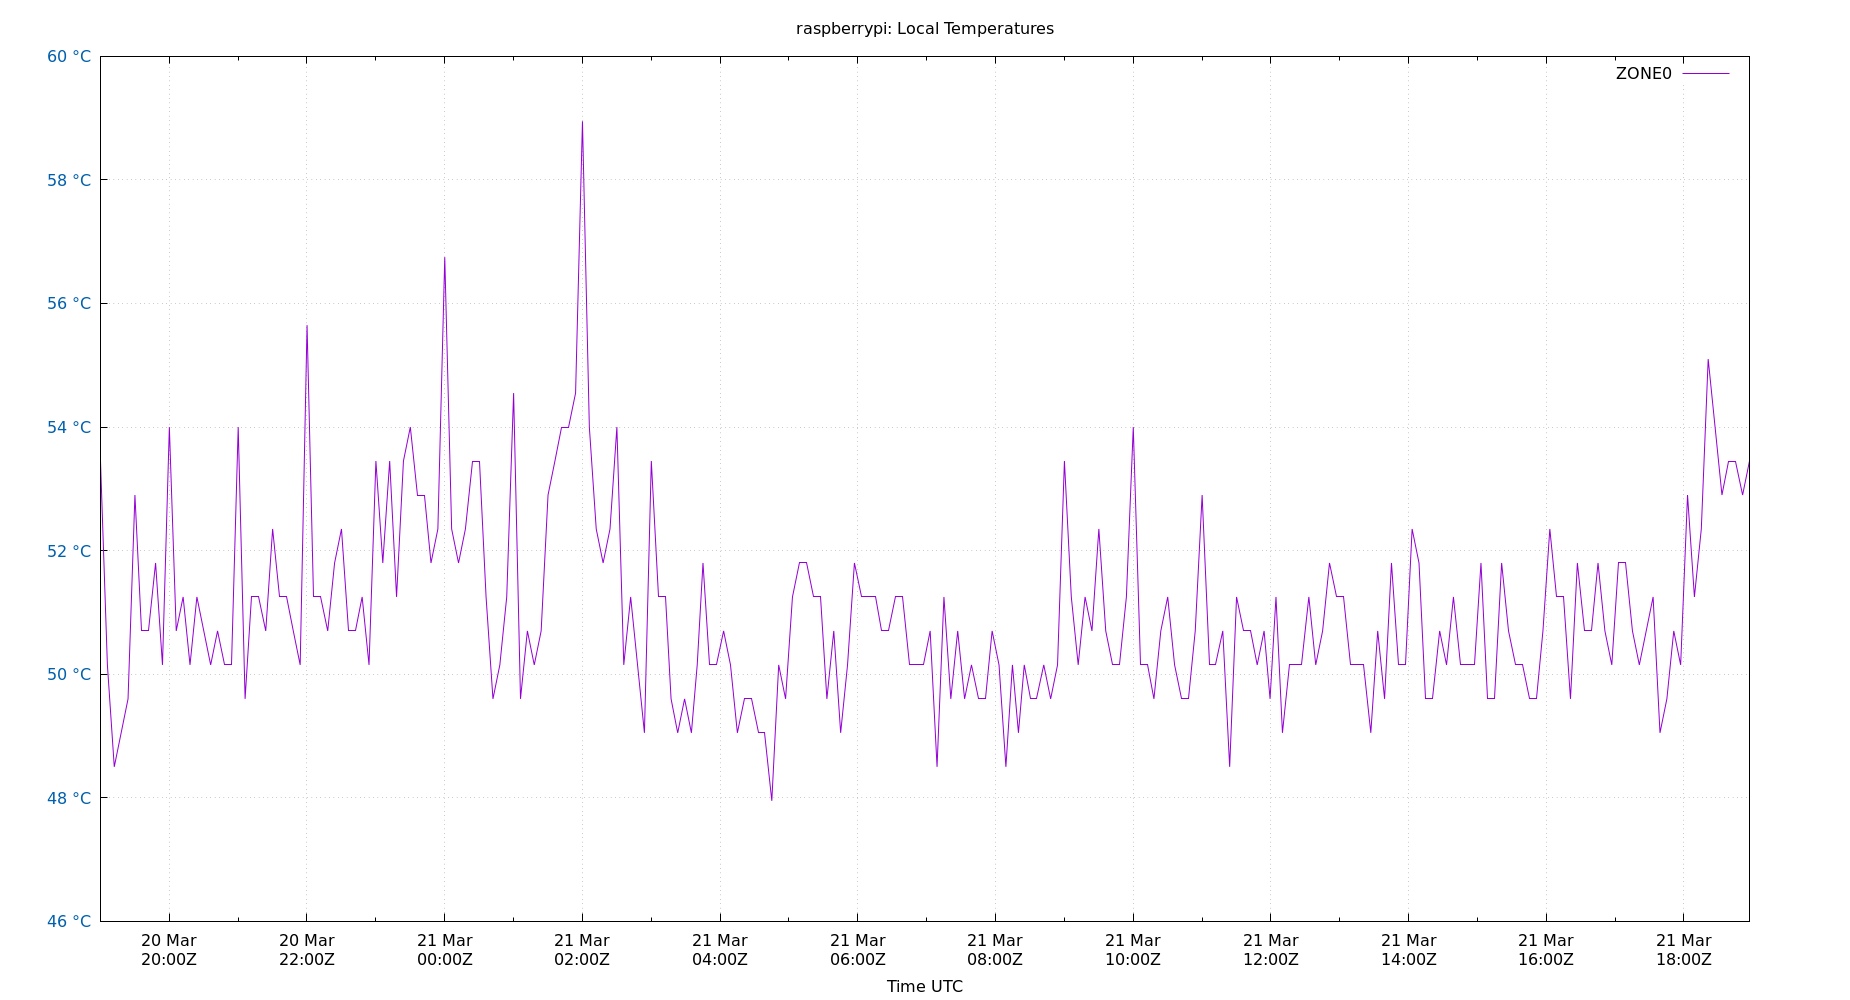 raspberrypi: Local Temperatures
60 °C
ZONE0
58 °C
56 °C
54 °C
52 °C
50 °C
48 °C
46 °C
20 Mar 20 Mar 21 Mar 21 Mar 21 Mar 21 Mar 21 Mar 21 Mar 21 Mar 21 Mar 21 Mar 21 Mar
20:00Z 22:00Z 00:00Z 02:00Z 04:00Z 06:00Z 08:00Z 10:00Z 12:00Z 14:00Z 16:00Z 18:00Z
Time UTC